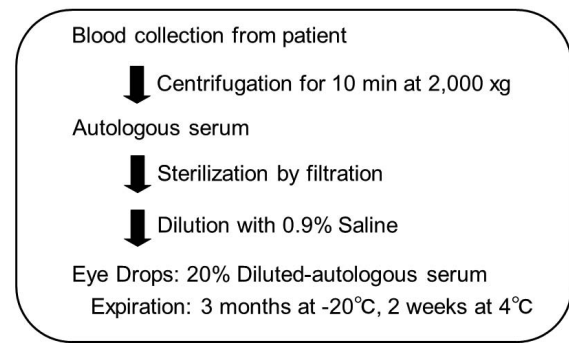 Blood collection from patient
Centrifugation for 10 min at 2,000 xg
Autologous serum
Sterilization by filtration
Dilution with 0.9% Saline
Eye Drops: 20% Diluted-autologous serum
Expiration: 3 months at -20℃, 2 weeks at 4℃